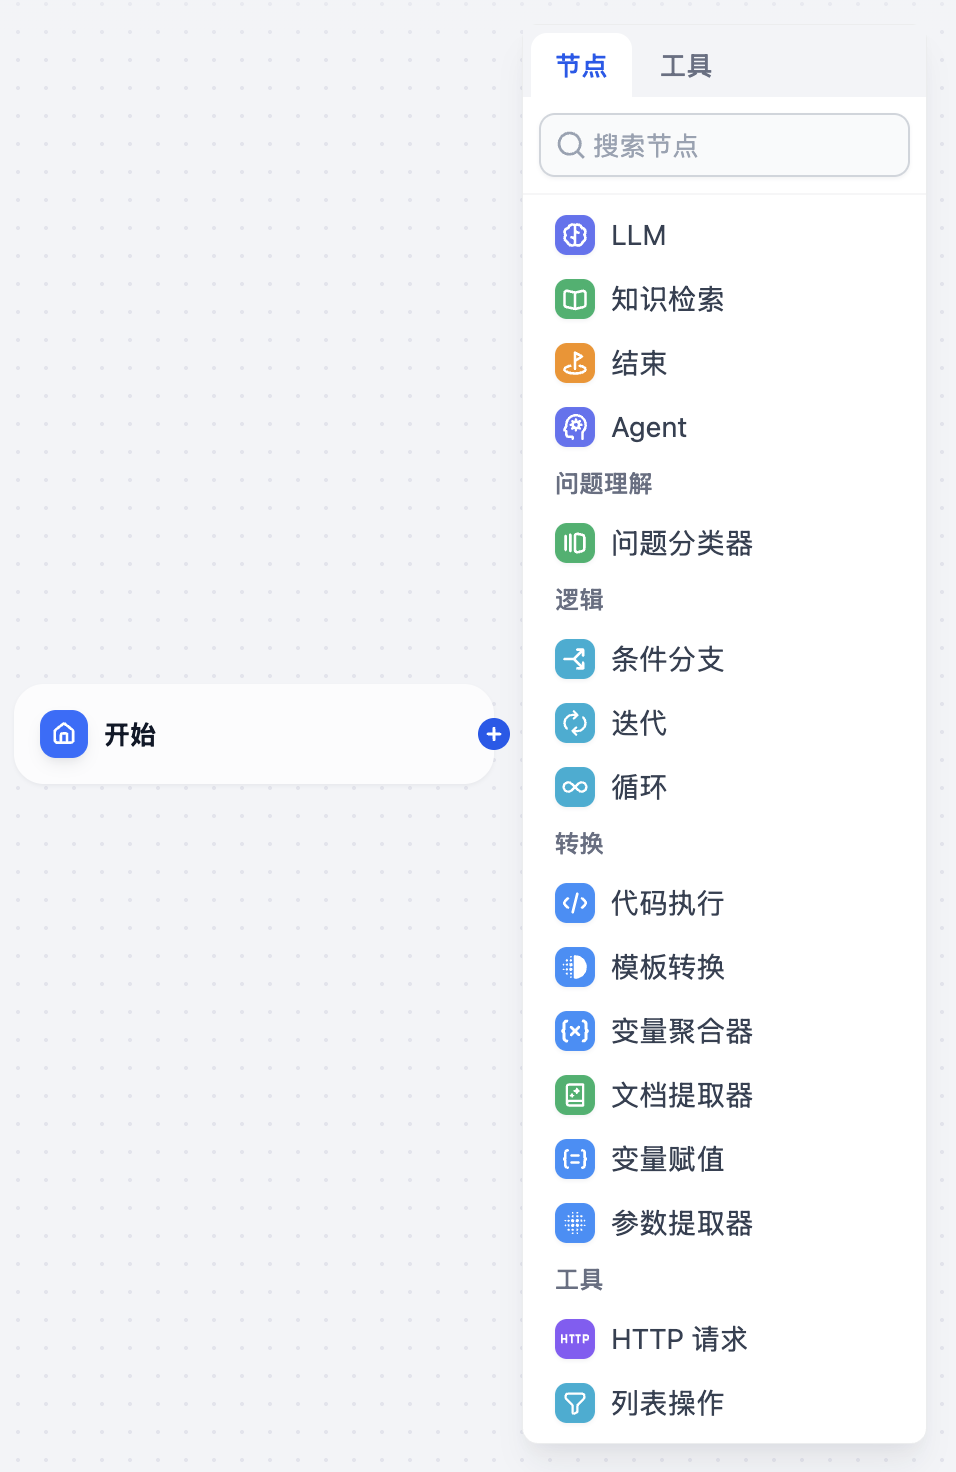 节点
工具
搜索节点
LLM
知识检索
结束
Agent
问题理解
问题分类器
逻辑
条件分支
开始
迭代
循环
转换
代码执行
模板转换
变量聚合器
文档提取器
变量赋值
参数提取器
工具
HTTP
HTTP 请求
列表操作